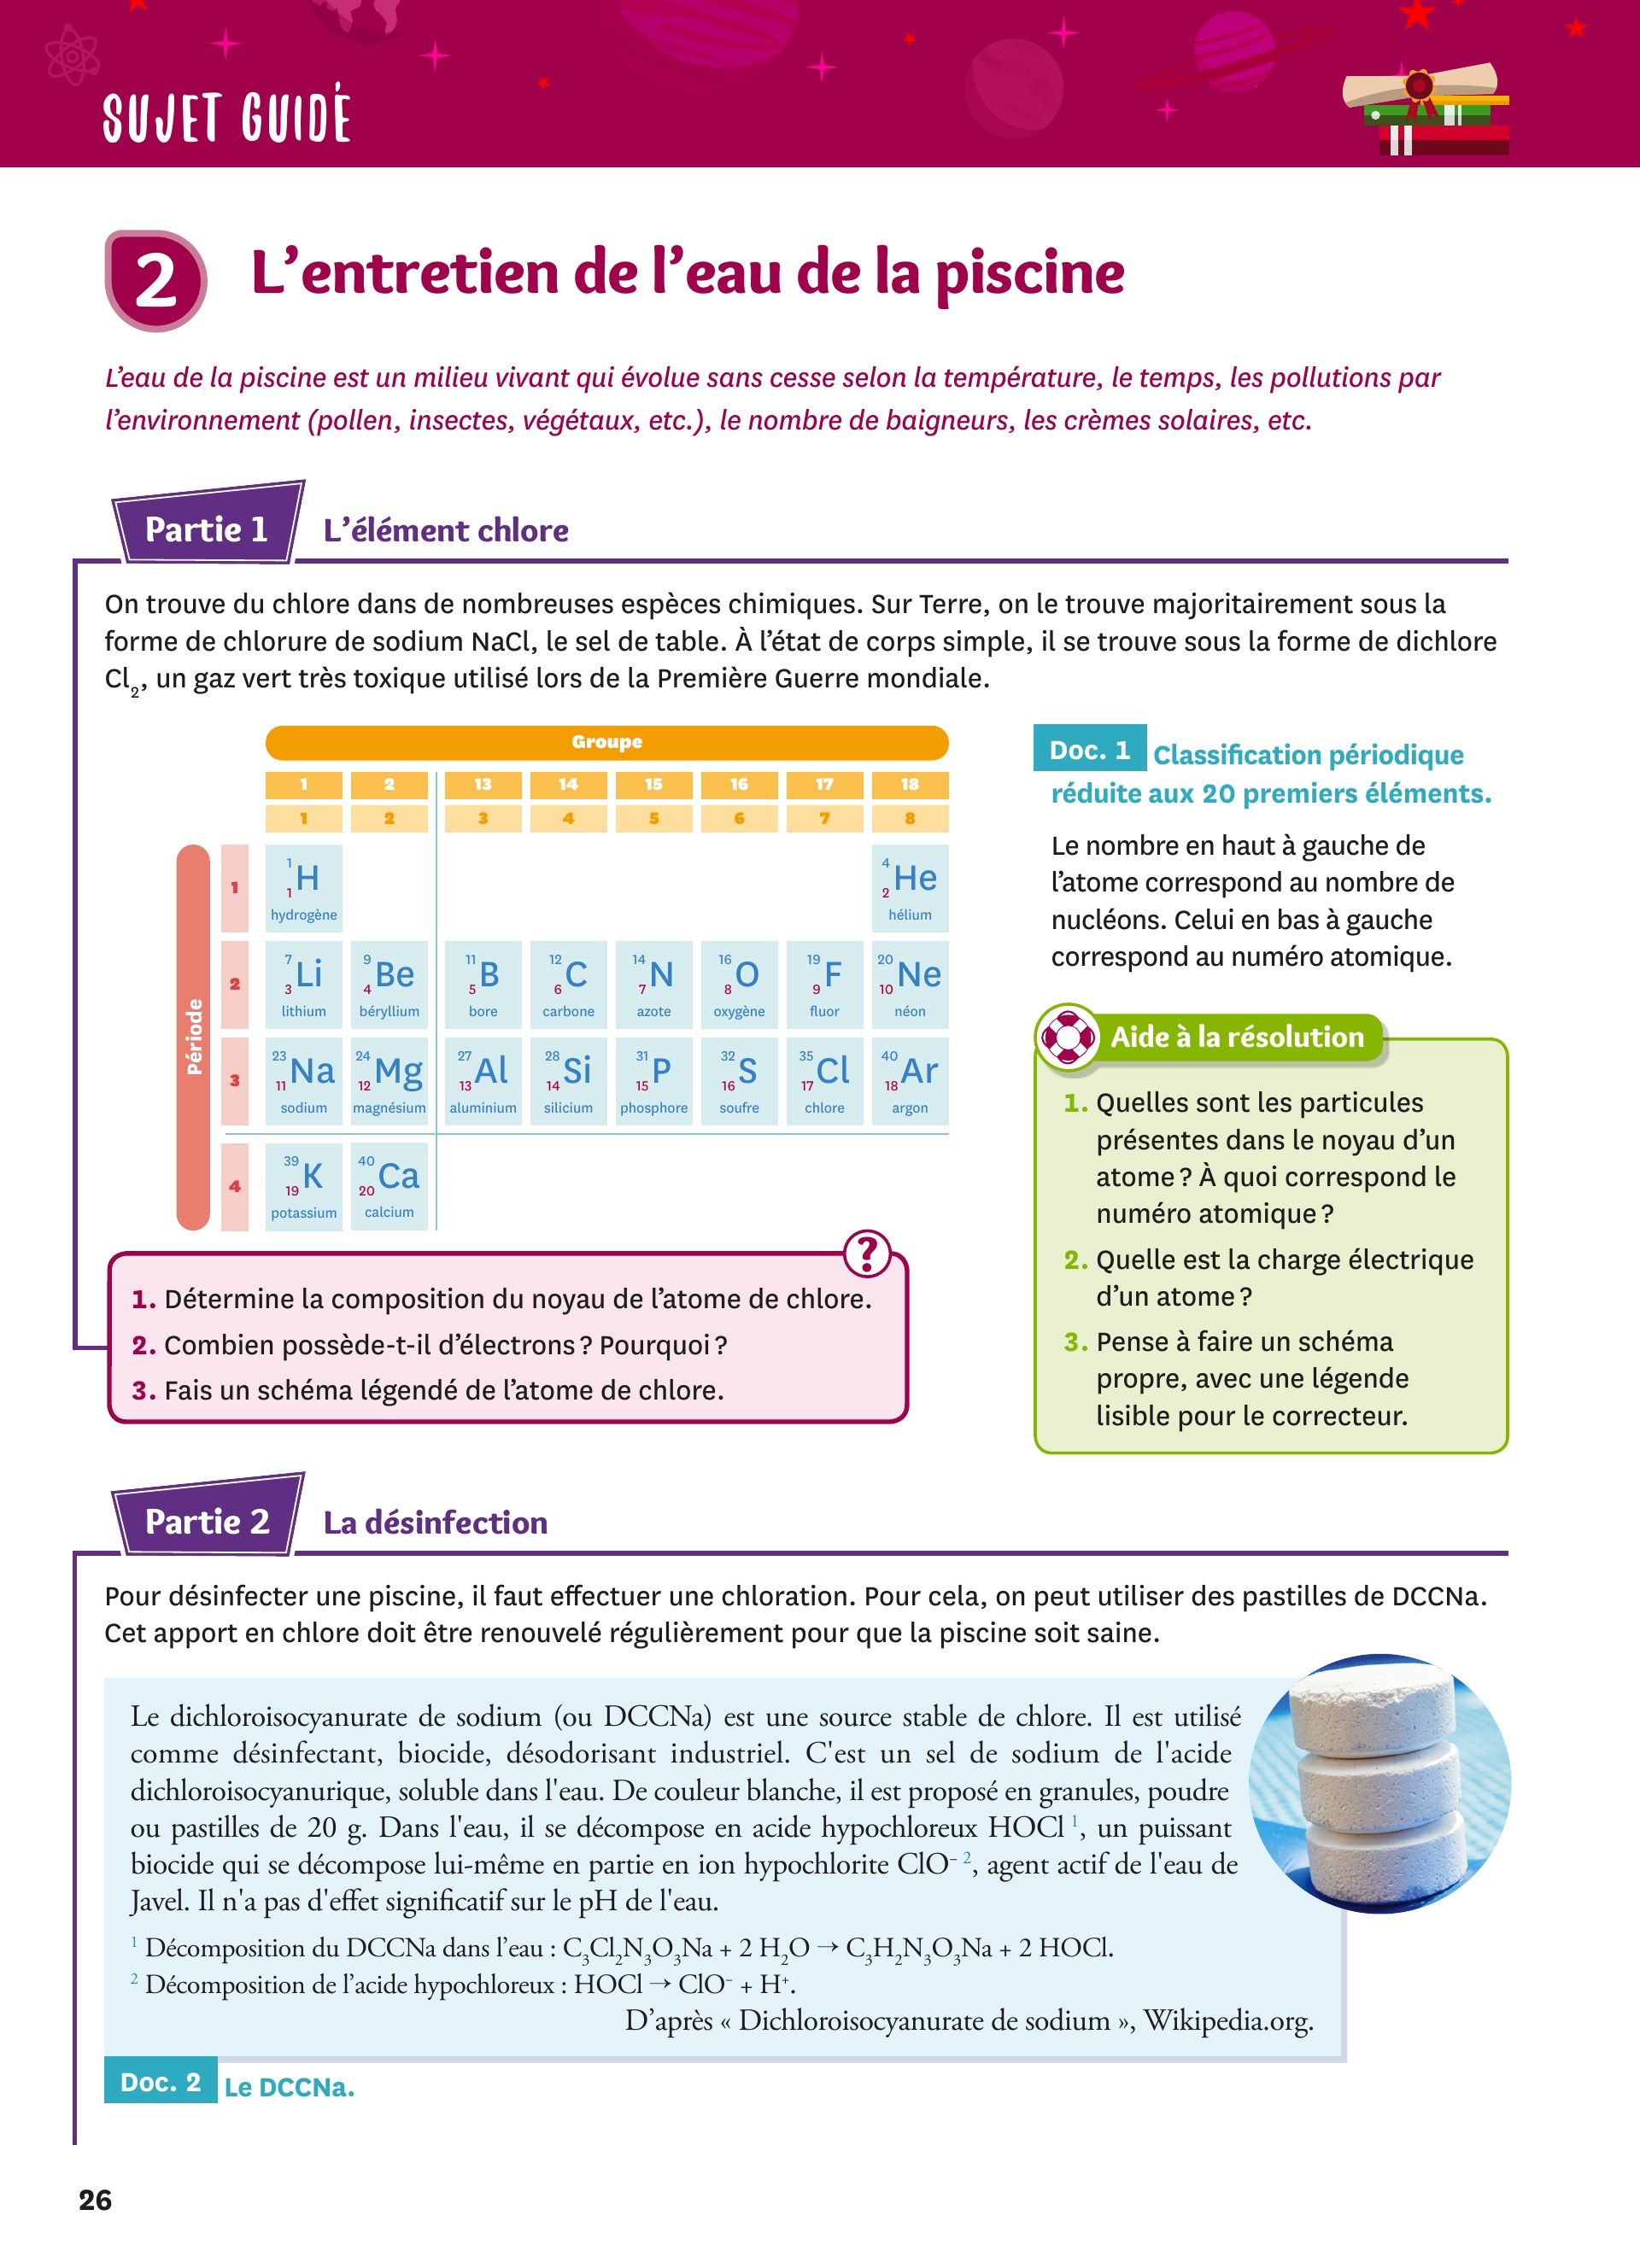 SUJET GUIDÉ
2
L’entretien de l’eau de la piscine
L’eau de la piscine est un milieu vivant qui évolue sans cesse selon la température, le temps, les pollutions par
l’environnement (pollen, insectes, végétaux, etc.), le nombre de baigneurs, les crèmes solaires, etc.
Partie 1 L’élément chlore
On trouve du chlore dans de nombreuses espèces chimiques. Sur Terre, on le trouve majoritairement sous la
forme de chlorure de sodium NaCl, le sel de table. À l’état de corps simple, il se trouve sous la forme de dichlore
Cl₂, un gaz vert très toxique utilisé lors de la Première Guerre mondiale.
Groupe
1 2 13 14 15 16 17 18
1 2 3 4 5 6 7 8
Période
1
1 1 H hydrogène
4 2 He hélium
2
7 3 Li lithium
9 4 Be béryllium
11 5 B bore
12 6 C carbone
14 7 N azote
16 8 O oxygène
19 9 F fluor
20 10 Ne néon
3
23 11 Na sodium
24 12 Mg magnésium
27 13 Al aluminium
28 14 Si silicium
31 15 P phosphore
32 16 S soufre
35 17 Cl chlore
40 18 Ar argon
4
39 19 K potassium
40 20 Ca calcium
Doc. 1 Classification périodique
réduite aux 20 premiers éléments.
Le nombre en haut à gauche de
l’atome correspond au nombre de
nucléons. Celui en bas à gauche
correspond au numéro atomique.
Aide à la résolution
1. Quelles sont les particules
présentes dans le noyau d’un
atome ? À quoi correspond le
numéro atomique ?
2. Quelle est la charge électrique
d’un atome ?
3. Pense à faire un schéma
propre, avec une légende
lisible pour le correcteur.
?
1. Détermine la composition du noyau de l’atome de chlore.
2. Combien possède-t-il d’électrons ? Pourquoi ?
3. Fais un schéma légendé de l’atome de chlore.
Partie 2 La désinfection
Pour désinfecter une piscine, il faut effectuer une chloration. Pour cela, on peut utiliser des pastilles de DCCNa.
Cet apport en chlore doit être renouvelé régulièrement pour que la piscine soit saine.
Le dichloroisocyanurate de sodium (ou DCCNa) est une source stable de chlore. Il est utilisé
comme désinfectant, biocide, désodorisant industriel. C'est un sel de sodium de l'acide
dichloroisocyanurique, soluble dans l'eau. De couleur blanche, il est proposé en granules, poudre
ou pastilles de 20 g. Dans l'eau, il se décompose en acide hypochloreux HOCl ¹, un puissant
biocide qui se décompose lui-même en partie en ion hypochlorite ClO⁻ ², agent actif de l'eau de
Javel. Il n'a pas d'effet significatif sur le pH de l'eau.
¹ Décomposition du DCCNa dans l’eau : C₃Cl₂N₃O₃Na + 2 H₂O → C₃H₂N₃O₃Na + 2 HOCl.
² Décomposition de l’acide hypochloreux : HOCl → ClO⁻ + H⁺.
D’après « Dichloroisocyanurate de sodium », Wikipedia.org.
Doc. 2 Le DCCNa.
26